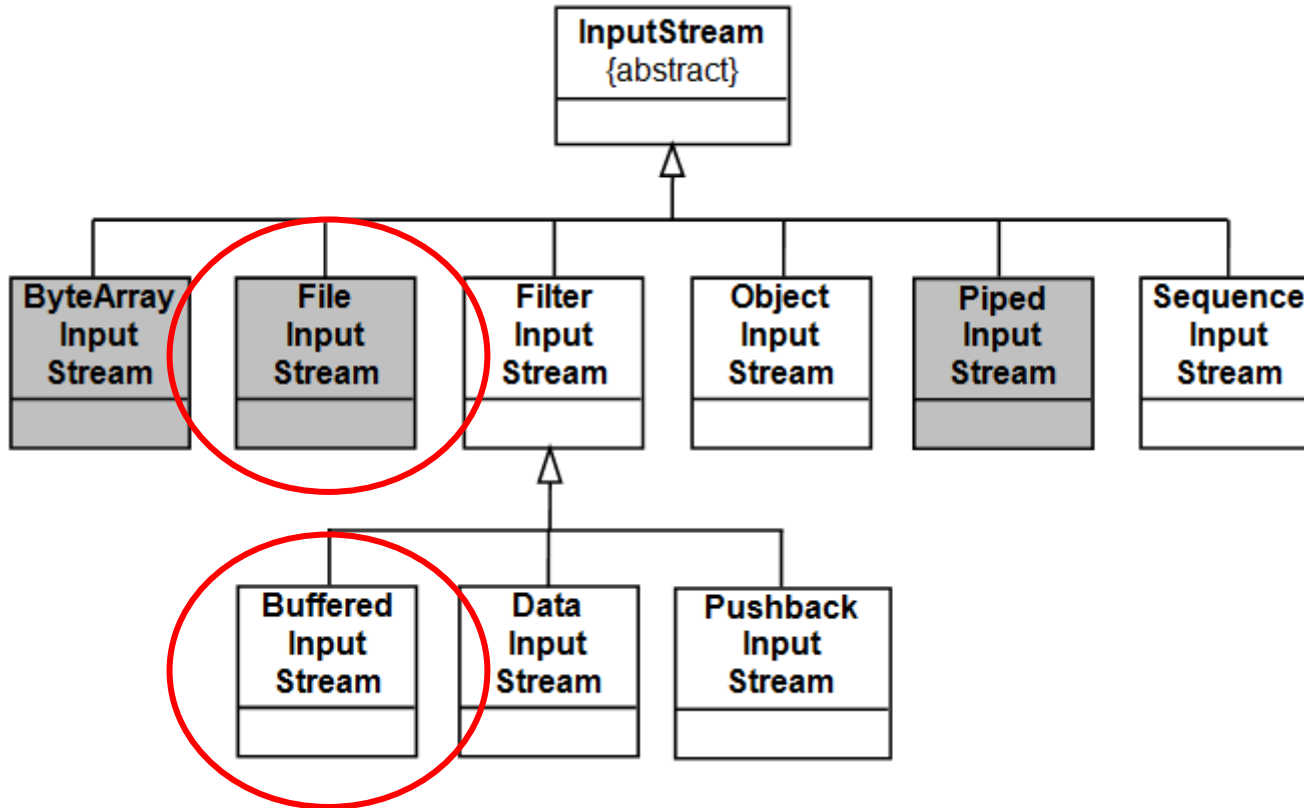 InputStream
{abstract}
ByteArray
Input
Stream
File
Input
Stream
Filter
Input
Stream
Object
Input
Stream
Piped
Input
Stream
Sequence
Input
Stream
Buffered
Input
Stream
Data
Input
Stream
Pushback
Input
Stream